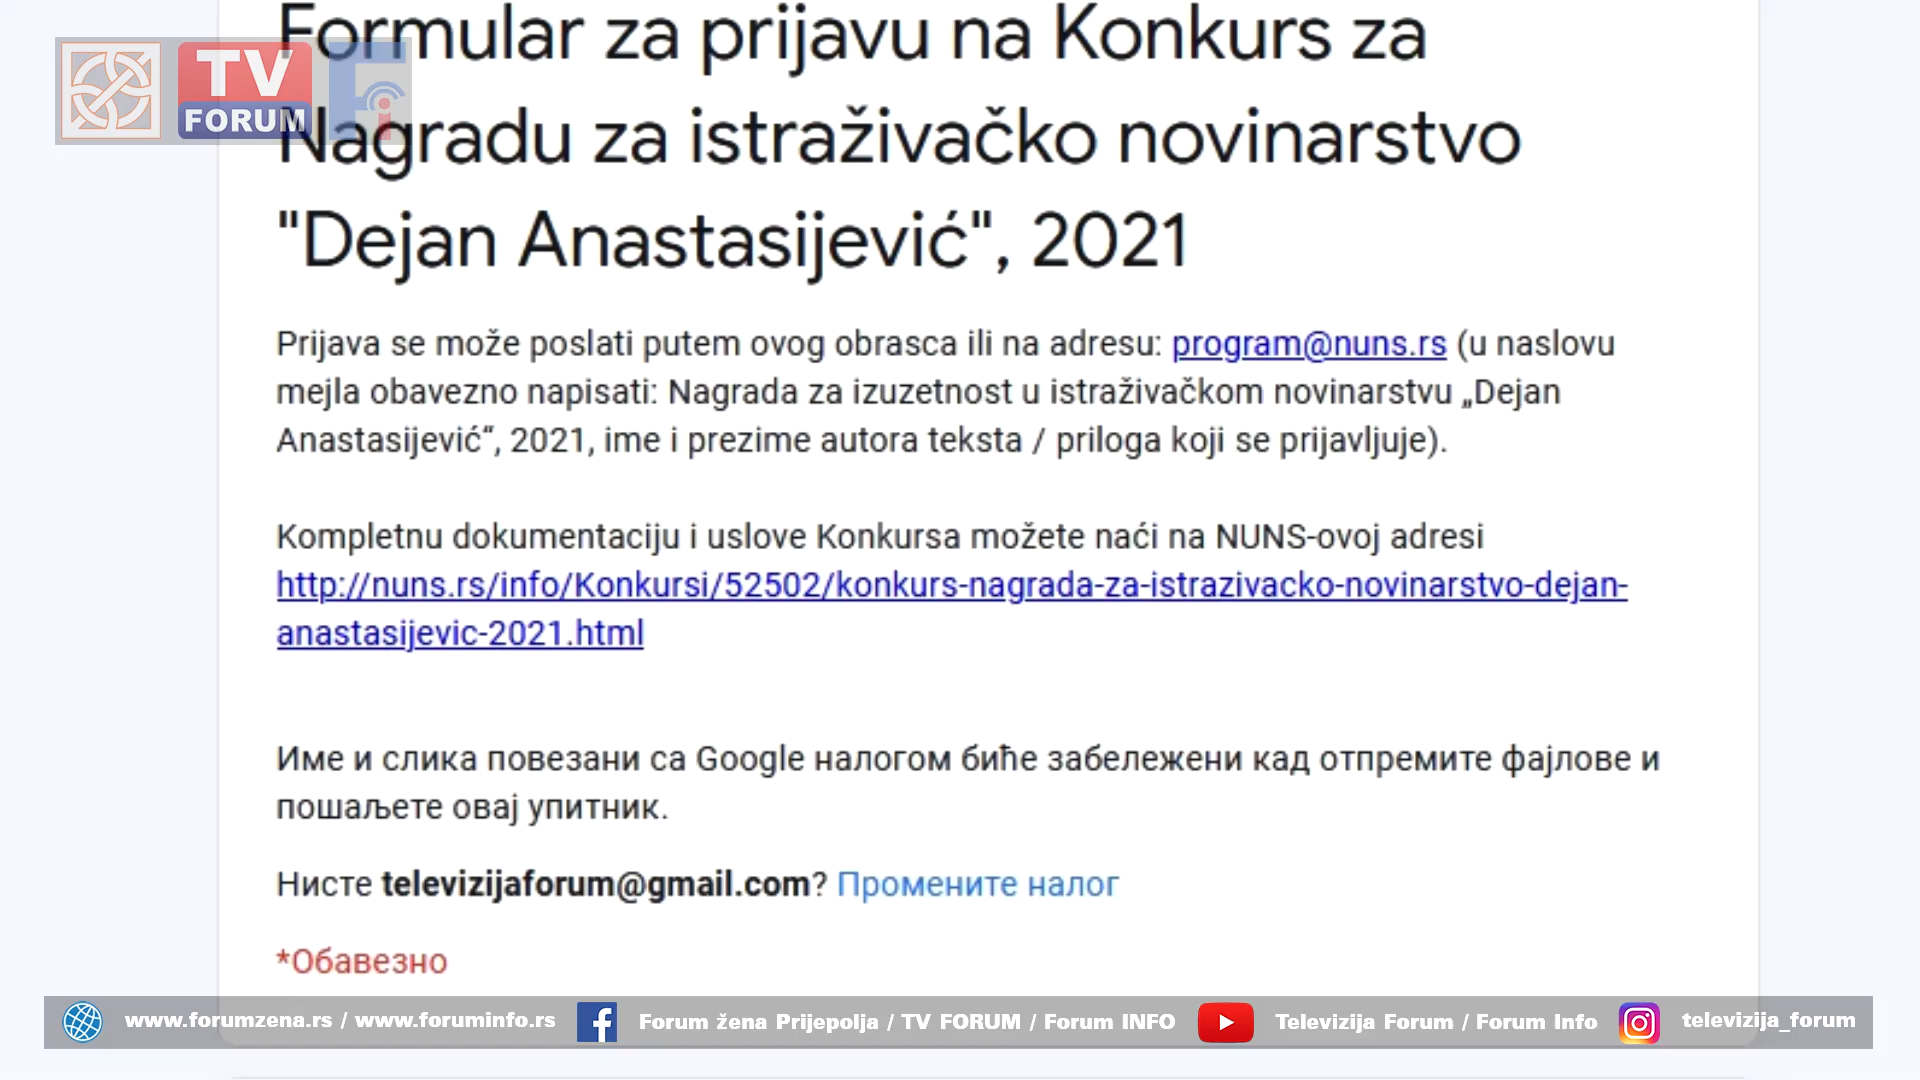 Formular za prijavu na Konkurs za
TV
FORUM
Fi
Nagradu za istraživačko novinarstvo
"Dejan Anastasijević", 2021
Prijava se može poslati putem ovog obrasca ili na adresu: program@nuns.rs (u naslovu
mejla obavezno napisati: Nagrada za izuzetnost u istraživačkom novinarstvu „Dejan
Anastasijević“, 2021, ime i prezime autora teksta / priloga koji se prijavljuje).
Kompletnu dokumentaciju i uslove Konkursa možete naći na NUNS-ovoj adresi
http://nuns.rs/info/Konkursi/52502/konkurs-nagrada-za-istrazivacko-novinarstvo-dejan-
anastasijevic-2021.html
Име и слика повезани са Google налогом биће забележени кад отпремите фајлове и
пошаљете овај упитник.
Нисте televizijaforum@gmail.com? Промените налог
*Обавезно
www.forumzena.rs / www.foruminfo.rs Forum žena Prijepolja / TV FORUM / Forum INFO Televizija Forum / Forum Info televizija_forum